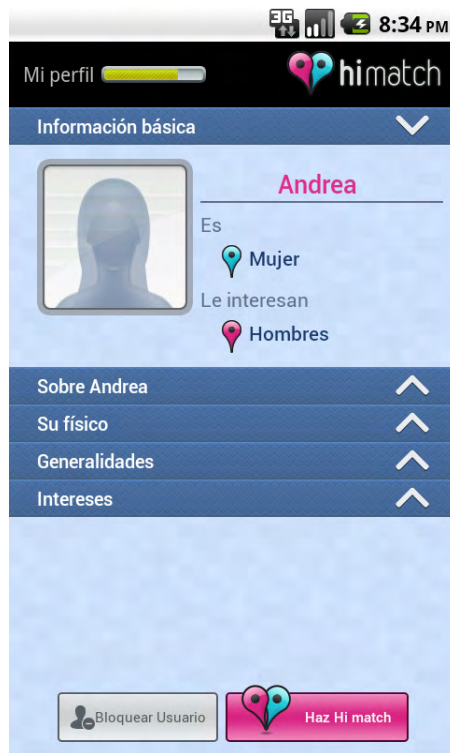 3G 8:34 PM
Mi perfil himatch
Información básica
Andrea
Es
Mujer
Le interesan
Hombres
Sobre Andrea
Su físico
Generalidades
Intereses
Bloquear Usuario Haz Hi match